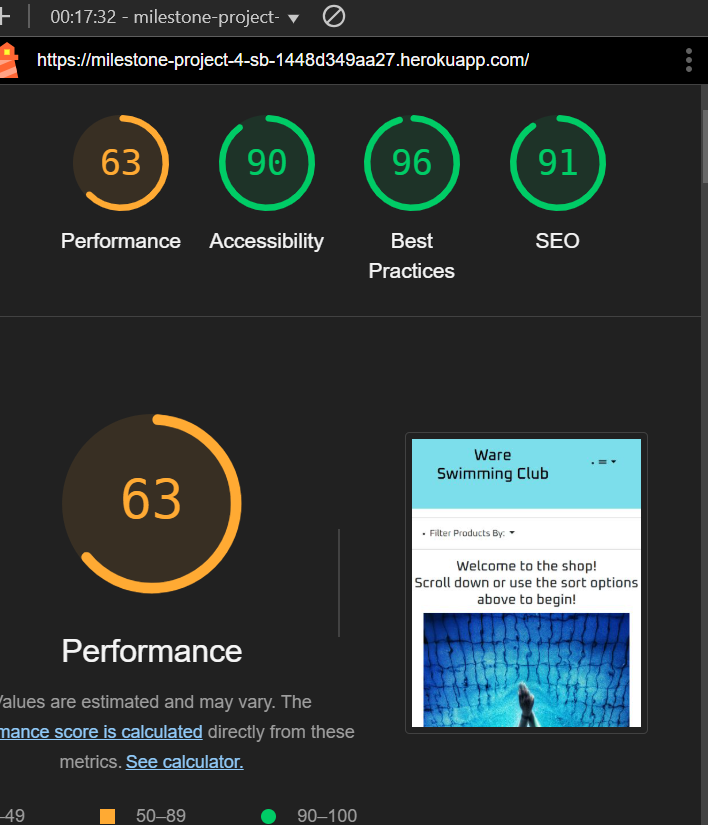 00:17:32 - milestone-project-
https://milestone-project-4-sb-1448d349aa27.herokuapp.com/
63 90 96 91
Performance Accessibility Best Practices SEO
63
Performance
Values are estimated and may vary. The
mance score is calculated directly from these
metrics. See calculator.
–49 50–89 90–100
Ware
Swimming Club
Filter Products By:
Welcome to the shop!
Scroll down or use the sort options
above to begin!